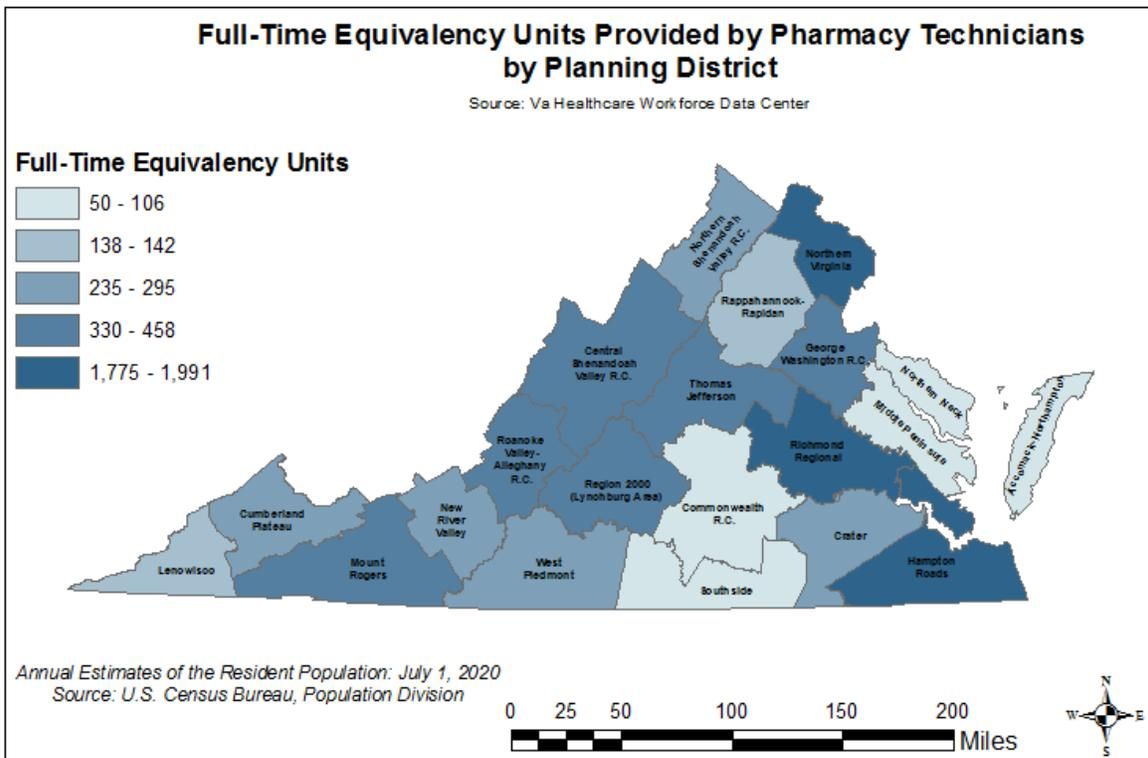 Full-Time Equivalency Units Provided by Pharmacy Technicians
by Planning District
Source: Va Healthcare Workforce Data Center
Full-Time Equivalency Units
50 - 106
138 - 142
235 - 295
330 - 458
1,775 - 1,991
Northern
Shenandoah
Valley R.C.
Northern
Virginia
Rappahannock-
Rapidan
Central
Shenandoah
Valley R.C.
George
Washington R.C.
Thomas
Jefferson
Northern Neck
Middle Peninsula
Accomack-Northampton
Roanoke
Valley-
Alleghany
R.C.
Richmond
Regional
Region 2000
(Lynchburg Area)
Commonwealth
R.C.
Cumberland
Plateau
New
River
Valley
Crater
Lenowisco
Mount
Rogers
West
Piedmont
Southside
Hampton
Roads
Annual Estimates of the Resident Population: July 1, 2020
Source: U.S. Census Bureau, Population Division
0 25 50 100 150 200
Miles
N
W E
S